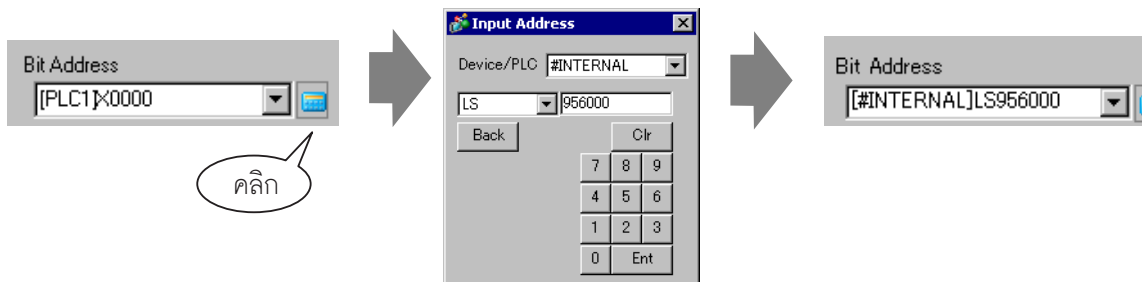 Bit Address
[PLC1]X0000
คลิก
Input Address
Device/PLC #INTERNAL
LS 956000
Back Clr
7 8 9
4 5 6
1 2 3
0 Ent
Bit Address
[#INTERNAL]LS956000